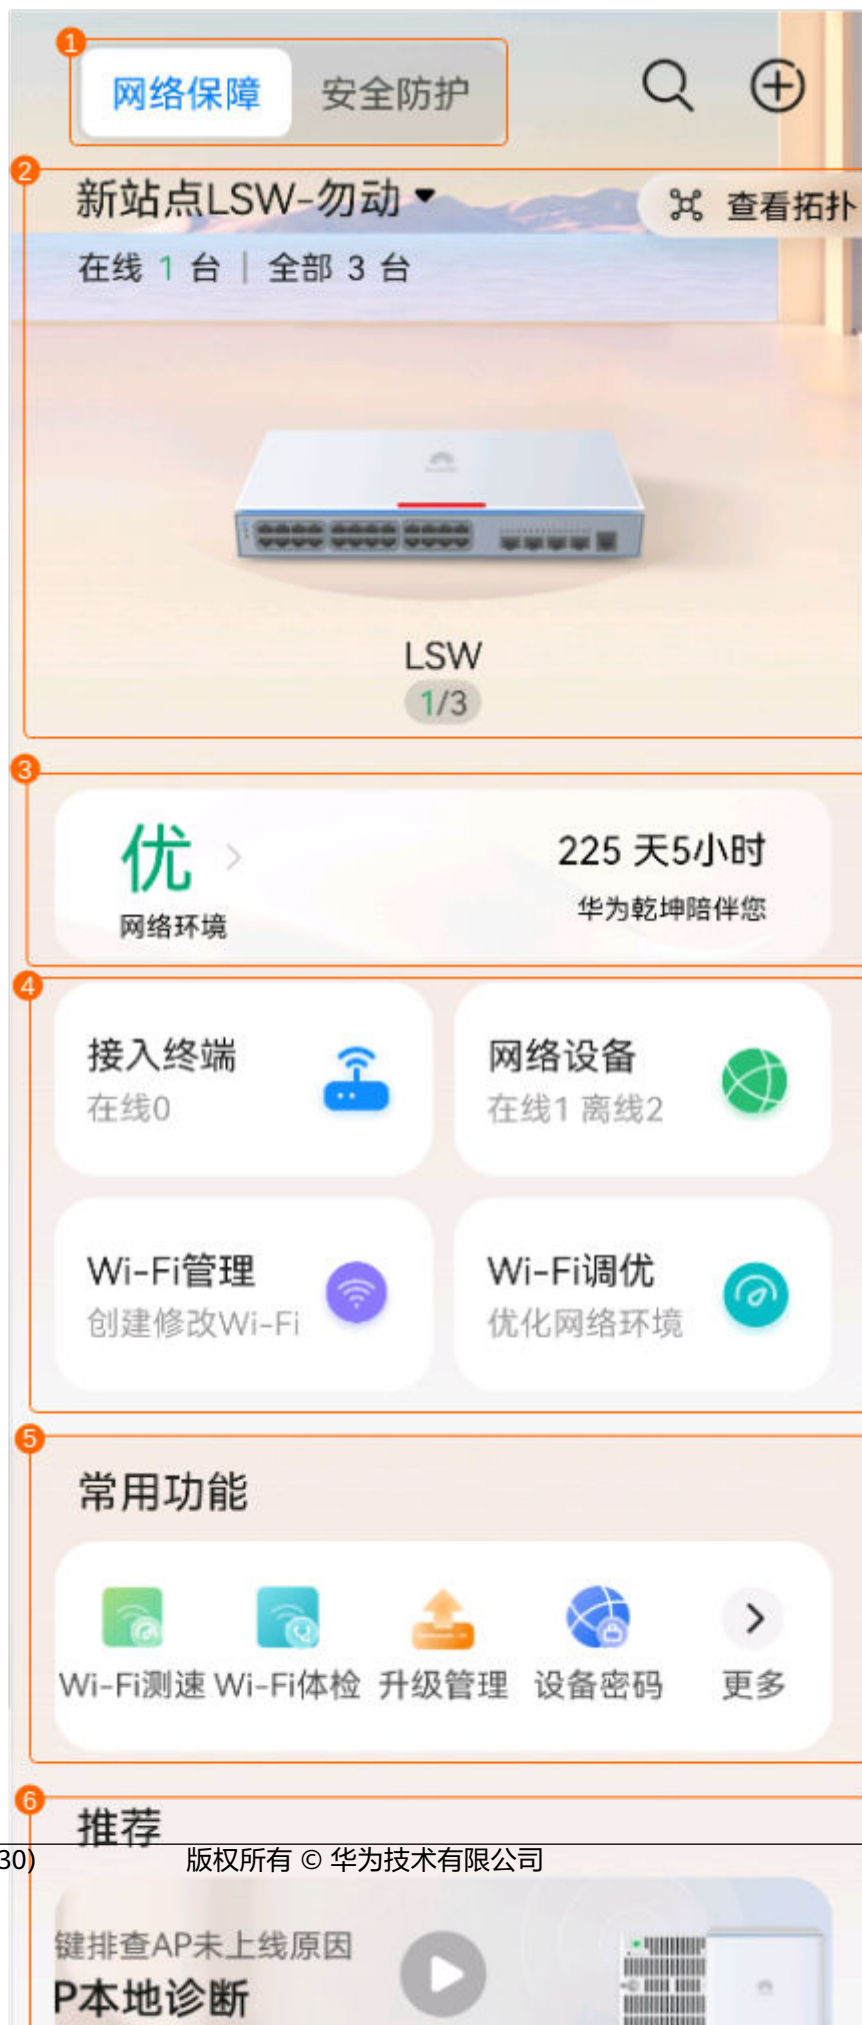 1
网络保障 安全防护
2
新站点LSW-勿动
查看拓扑
在线 1 台 | 全部 3 台
LSW
1/3
3
优
225 天5小时
网络环境
华为乾坤陪伴您
4
接入终端
网络设备
在线0
在线1 离线2
Wi-Fi管理
Wi-Fi调优
创建修改Wi-Fi
优化网络环境
5
常用功能
Wi-Fi测速 Wi-Fi体检 升级管理 设备密码 更多
6
推荐
30) 版权所有 © 华为技术有限公司
键排查AP未上线原因
P本地诊断